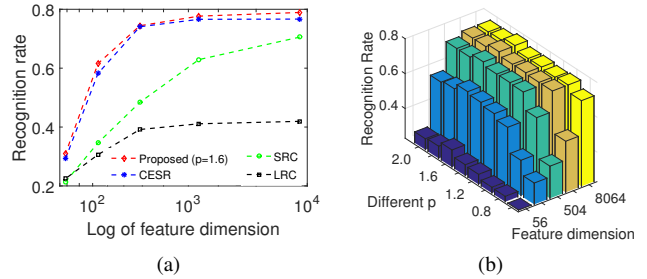 0.8
0.6
0.4
0.2
Recognition rate
10^2
10^3
10^4
Log of feature dimension
Proposed (p=1.6)
CESR
SRC
LRC
(a)
0.8
0.6
0.4
Recognition Rate
2.0
1.6
1.2
0.8
Different p
56
504
8064
Feature dimension
(b)